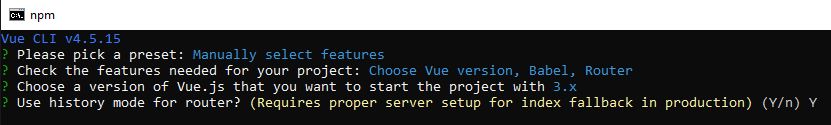 npm
Vue CLI v4.5.15
? Please pick a preset: Manually select features
? Check the features needed for your project: Choose Vue version, Babel, Router
? Choose a version of Vue.js that you want to start the project with 3.x
? Use history mode for router? (Requires proper server setup for index fallback in production) (Y/n) Y